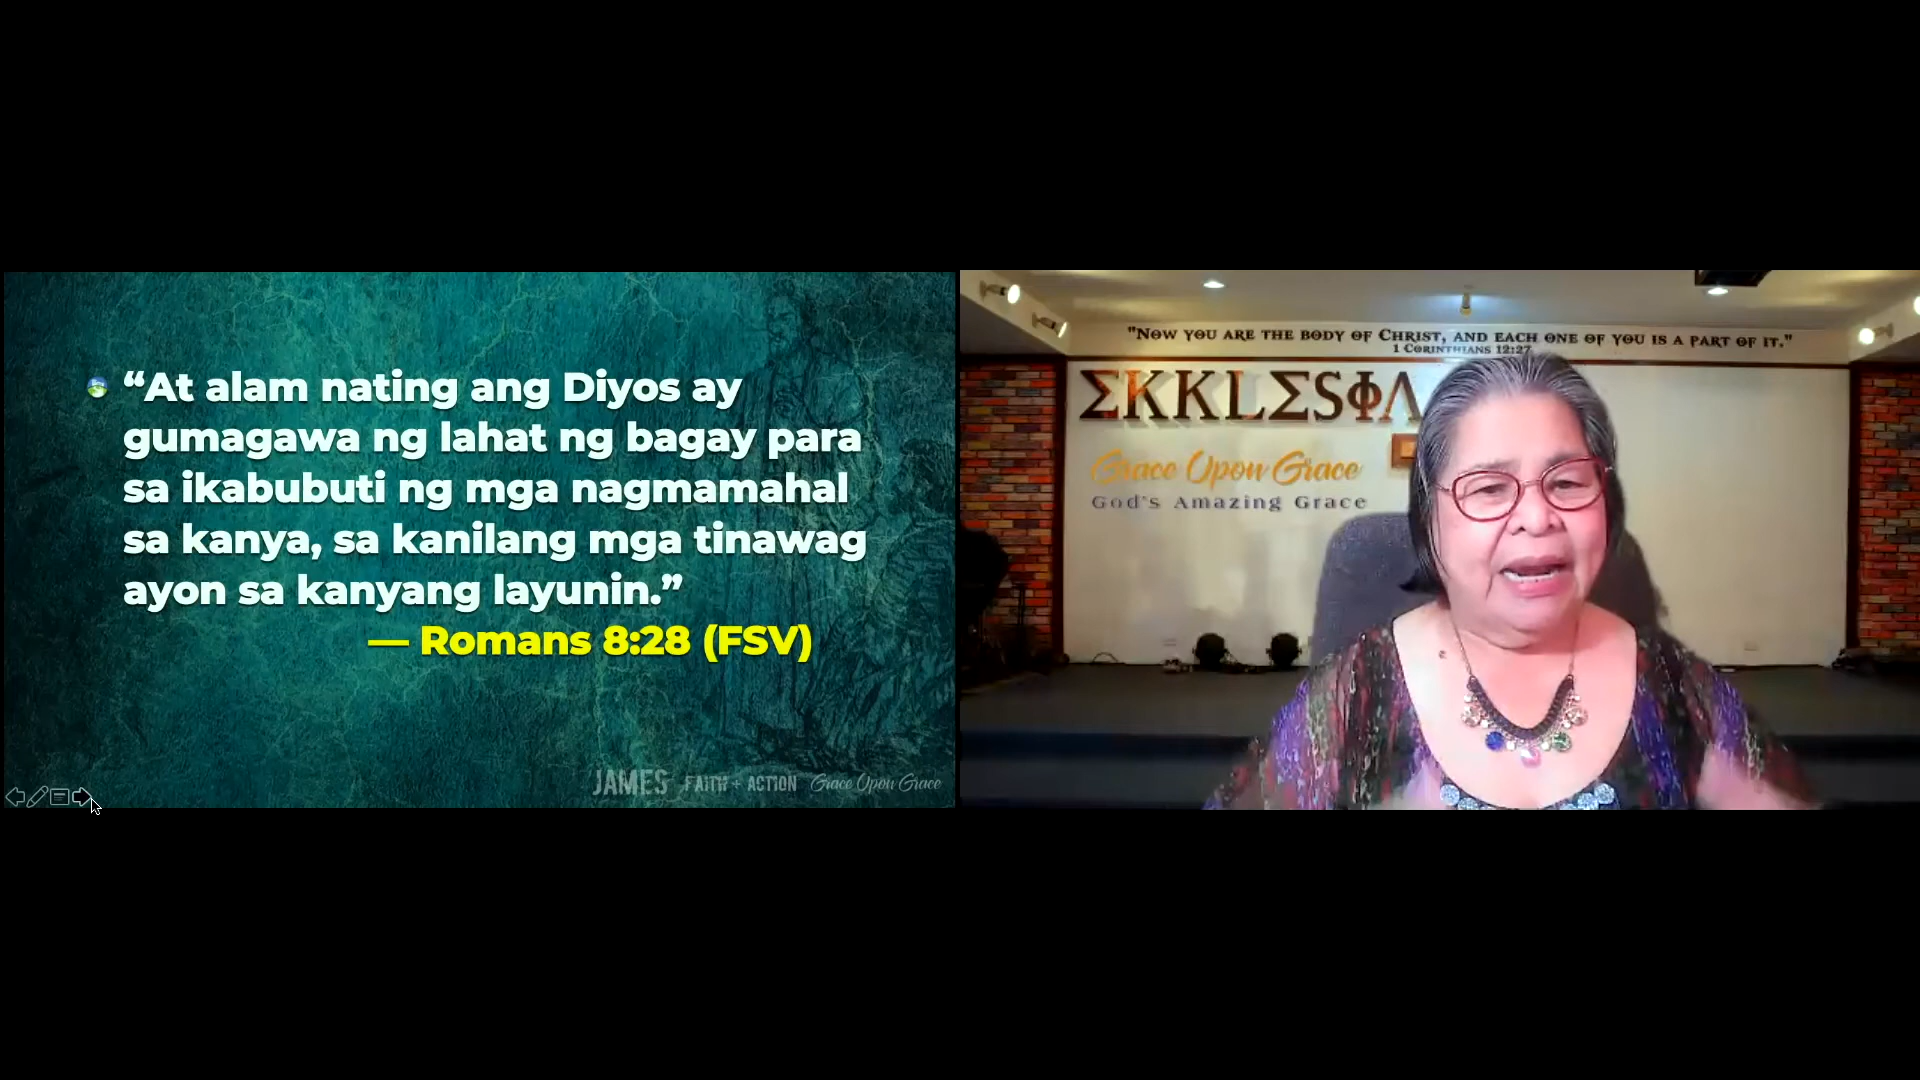 “At alam nating ang Diyos ay
gumagawa ng lahat ng bagay para
sa ikabubuti ng mga nagmamahal
sa kanya, sa kanilang mga tinawag
ayon sa kanyang layunin.”
— Romans 8:28 (FSV)
JAMES FAITH + ACTION Grace Upon Grace
"Now you are the body of Christ, and each one of you is a part of it."
1 Corinthians 12:27
ΣKKLΣSIΛ
Grace Upon Grace
God's Amazing Grace